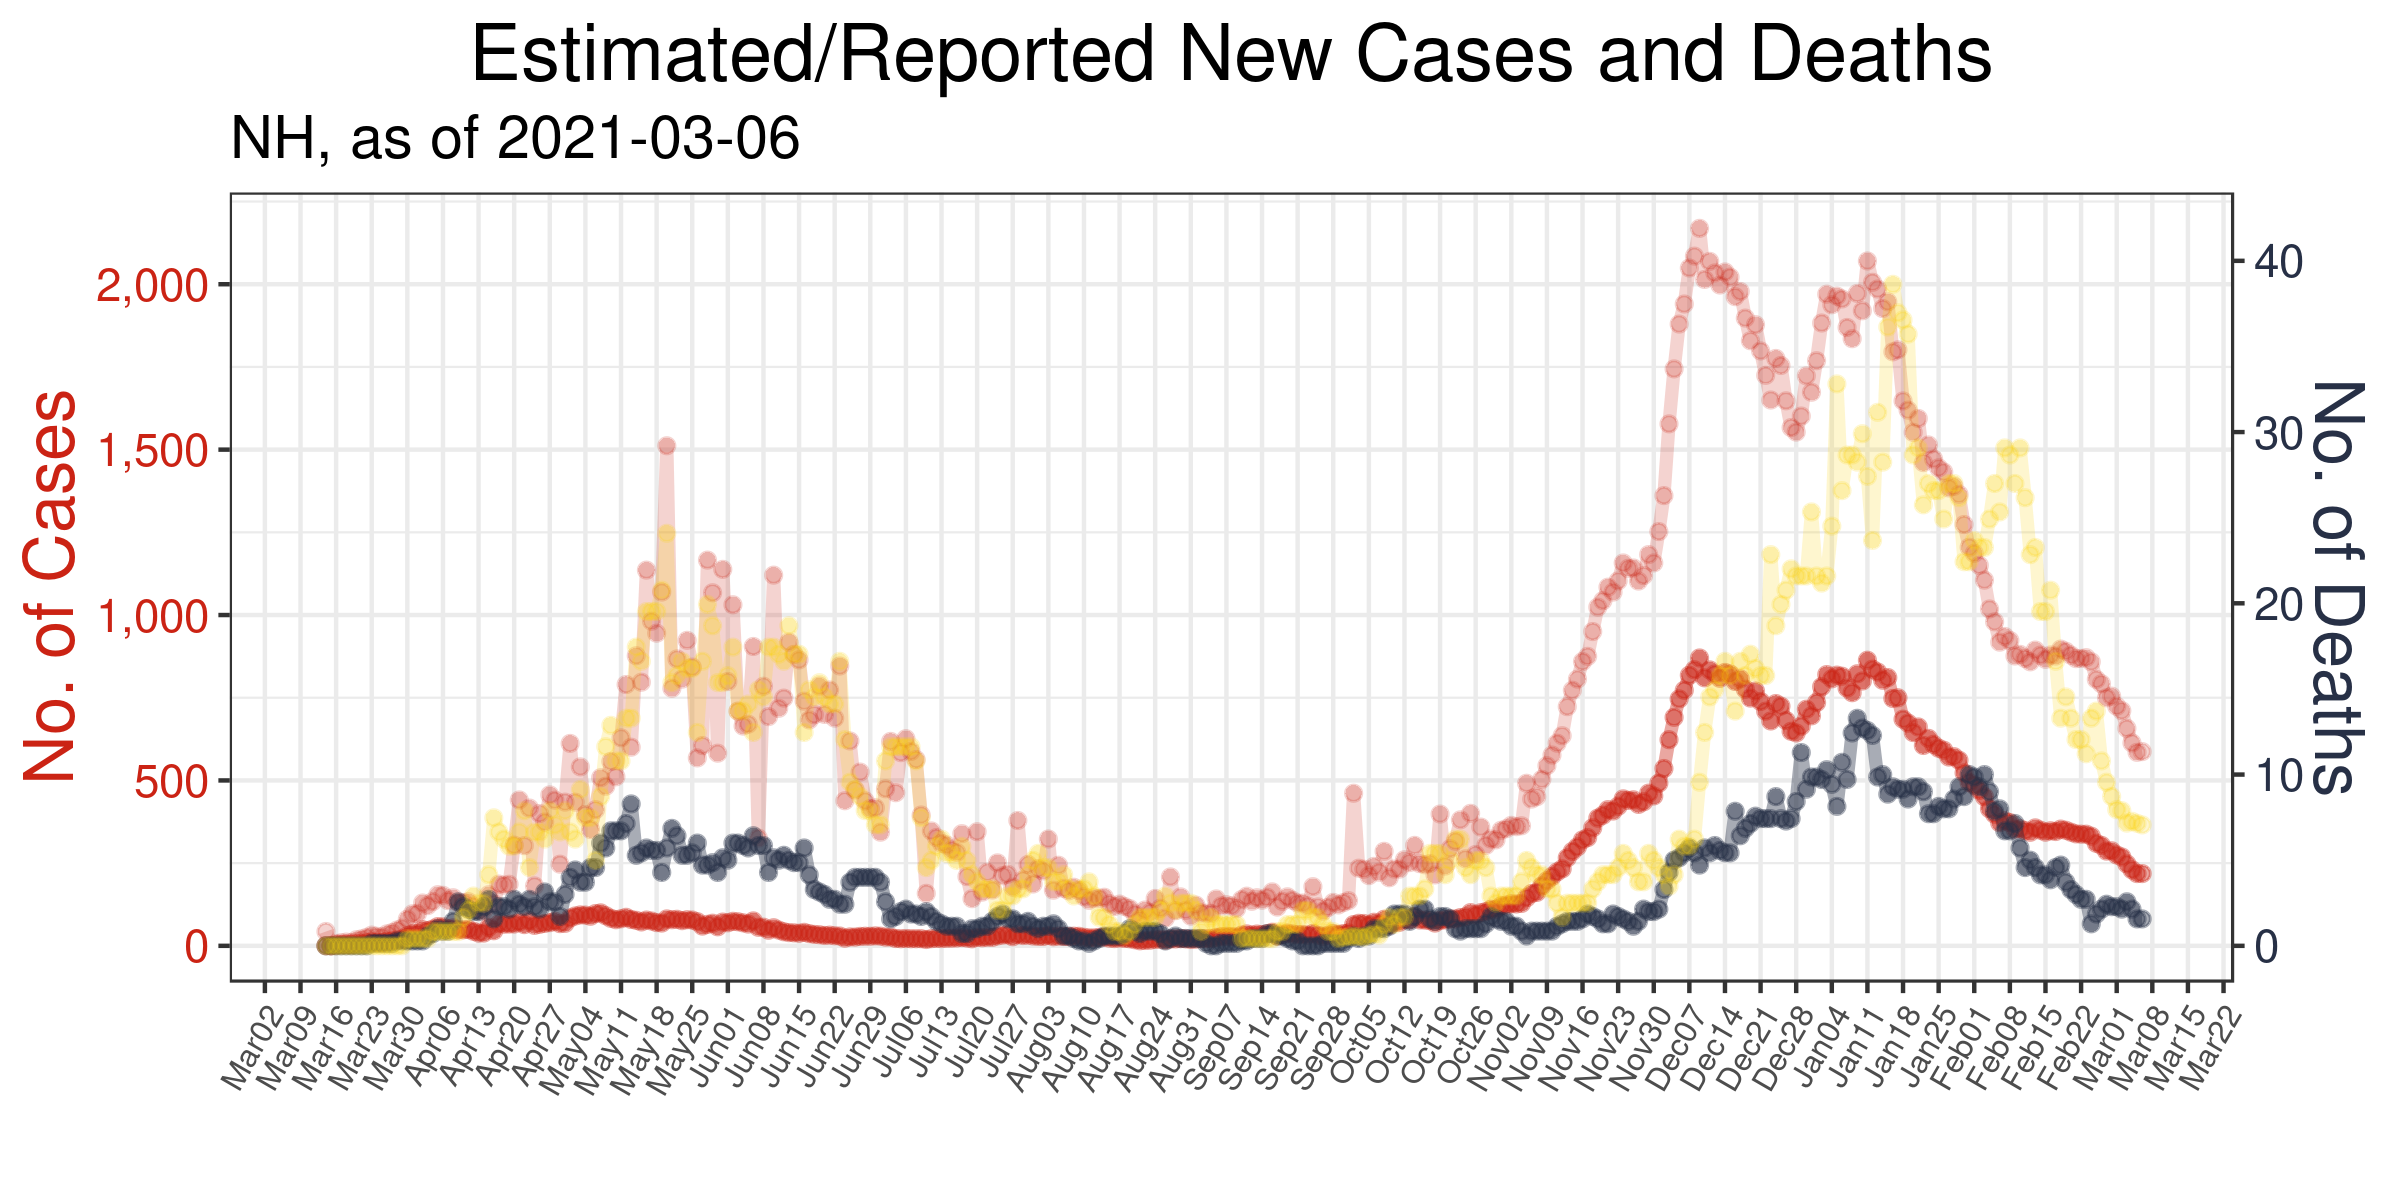 Estimated/Reported New Cases and Deaths
NH, as of 2021-03-06
No. of Cases
2,000
1,500
1,000
500
0
40
30
20
10
0
No. of Deaths
Mar02 Mar09 Mar16 Mar23 Mar30 Apr06 Apr13 Apr20 Apr27 May04 May11 May18 May25 Jun01 Jun08 Jun15 Jun22 Jun29 Jul06 Jul13 Jul20 Jul27 Aug03 Aug10 Aug17 Aug24 Aug31 Sep07 Sep14 Sep21 Sep28 Oct05 Oct12 Oct19 Oct26 Nov02 Nov09 Nov16 Nov23 Nov30 Dec07 Dec14 Dec21 Dec28 Dec04 Jan11 Jan18 Jan25 Jan25 Feb01 Feb08 Feb15 Feb22 Mar01 Mar08 Mar15 Mar22